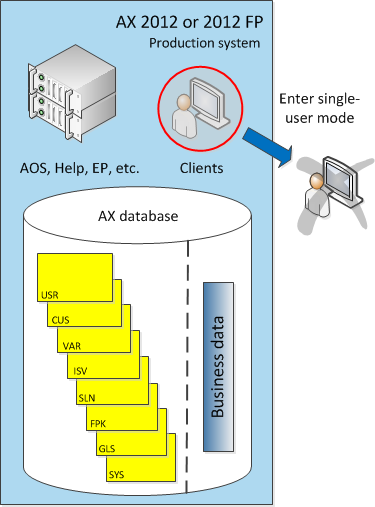 AX 2012 or 2012 FP
Production system
AOS, Help, EP, etc.
Clients
Enter single-
user mode
AX database
USR
CUS
VAR
ISV
SLN
FPK
GLS
SYS
Business data